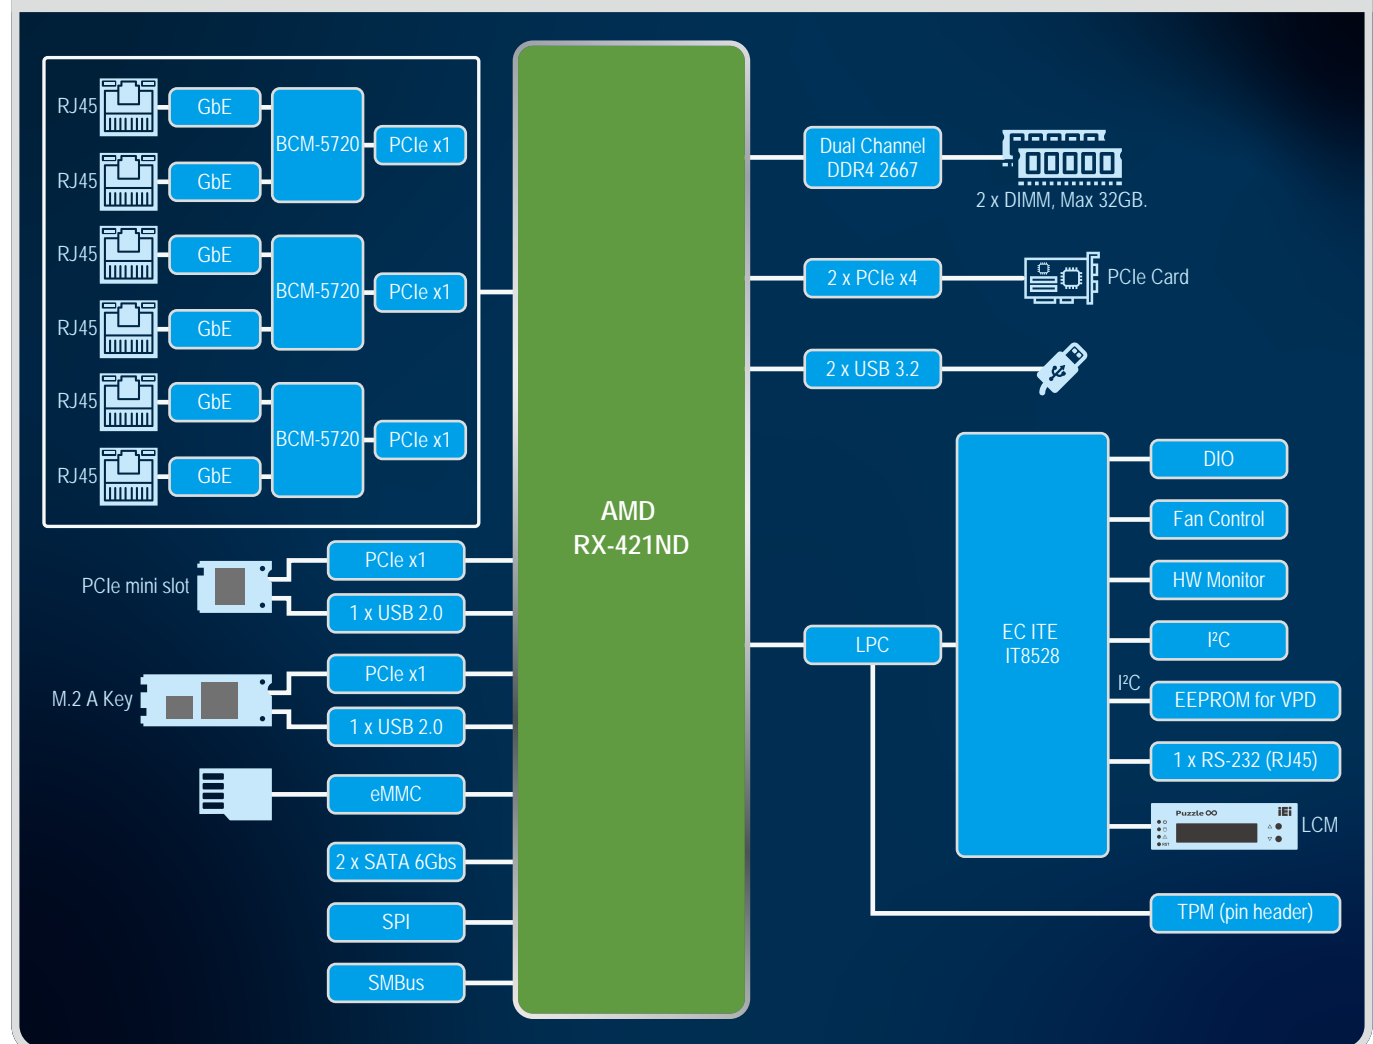 RJ45
GbE
RJ45
GbE
BCM-5720
PCIe x1
RJ45
GbE
RJ45
GbE
BCM-5720
PCIe x1
RJ45
GbE
RJ45
GbE
BCM-5720
PCIe x1
PCIe mini slot
PCIe x1
1 x USB 2.0
M.2 A Key
PCIe x1
1 x USB 2.0
eMMC
2 x SATA 6Gbs
SPI
SMBus
AMD
RX-421ND
Dual Channel
DDR4 2667
2 x DIMM, Max 32GB.
2 x PCIe x4
PCIe Card
2 x USB 3.2
LPC
EC ITE
IT8528
DIO
Fan Control
HW Monitor
I²C
I²C
EEPROM for VPD
1 x RS-232 (RJ45)
Puzzle
iEi
RST
LCM
TPM (pin header)